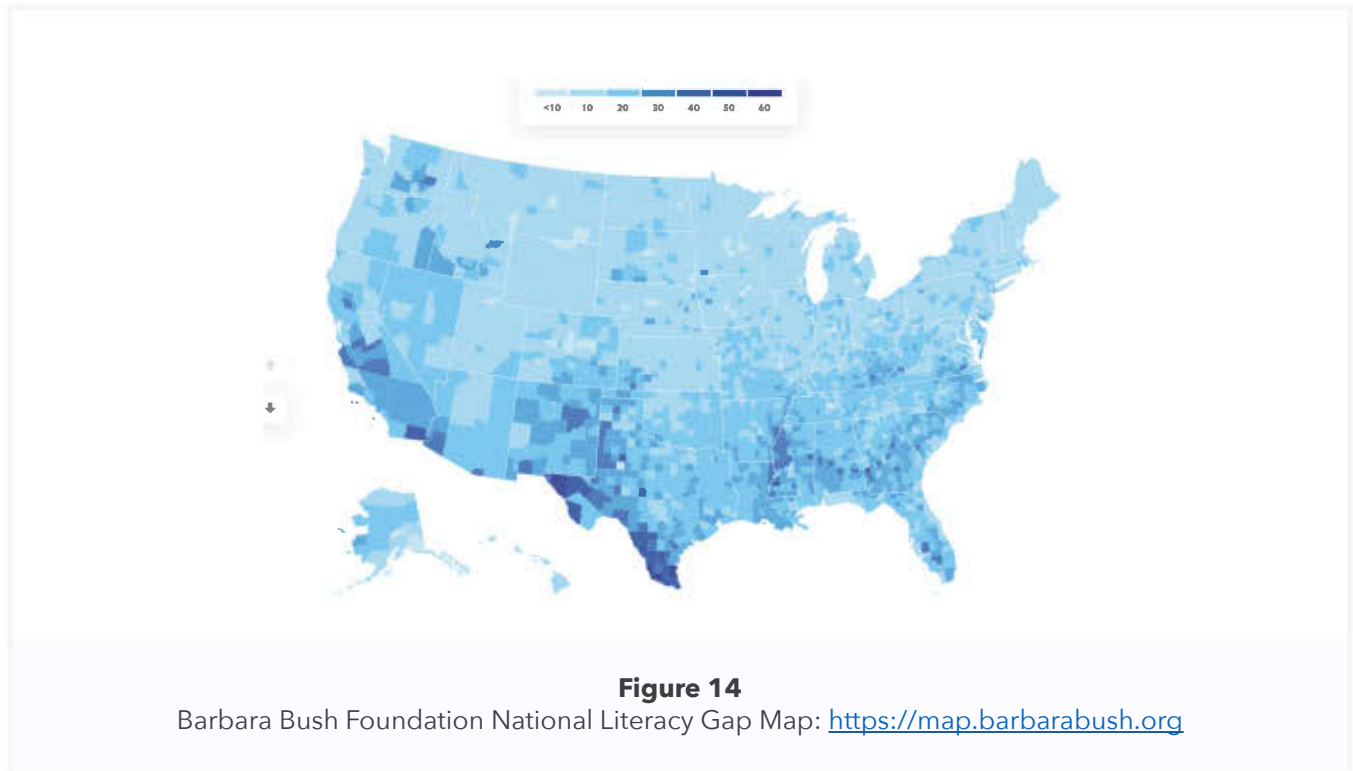 <10 10 20 30 40 50 60
Figure 14
Barbara Bush Foundation National Literacy Gap Map: https://map.barbarabush.org